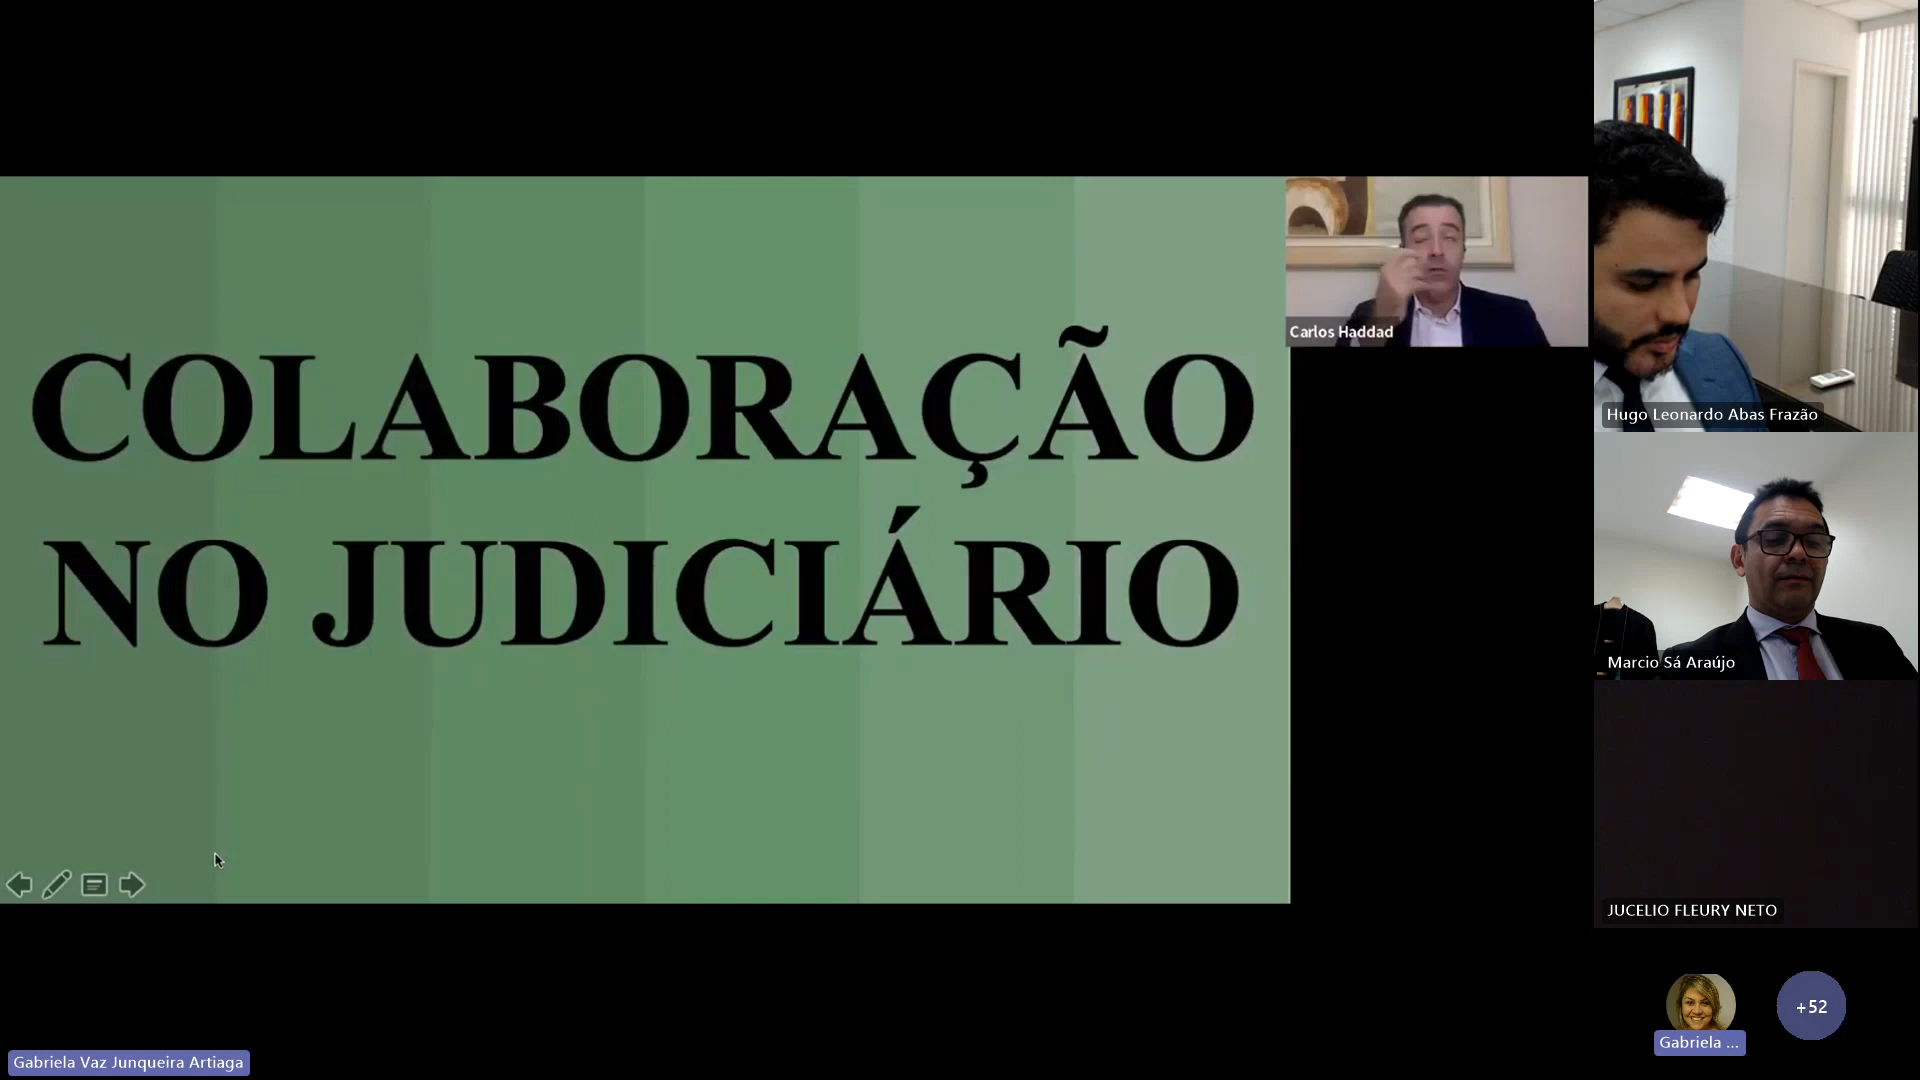 COLABORAÇÃO
NO JUDICIÁRIO
Carlos Haddad
Hugo Leonardo Abas Frazão
Marcio Sá Araújo
JUCELIO FLEURY NETO
Gabriela ...
+52
Gabriela Vaz Junqueira Artiaga